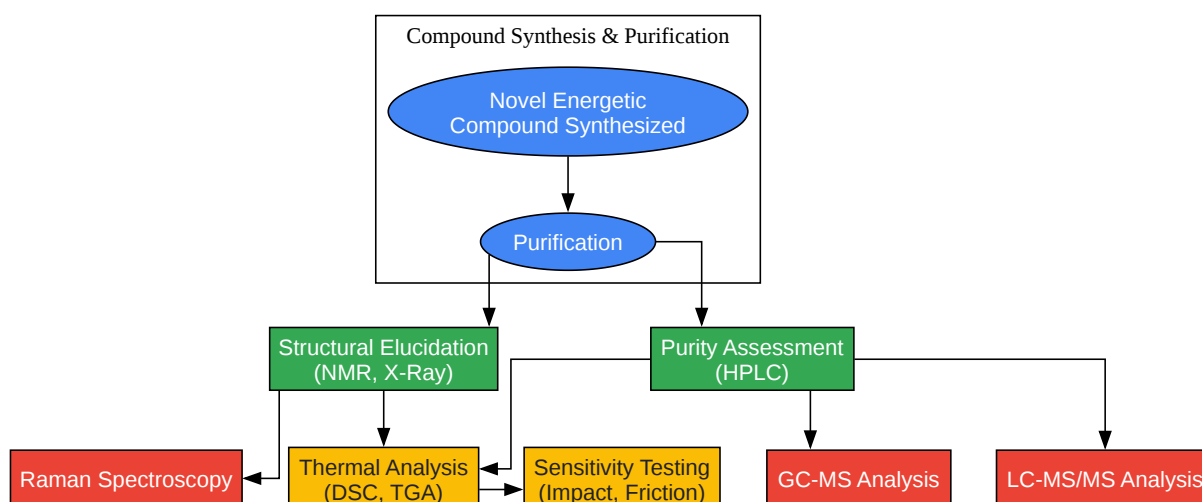 Compound Synthesis & Purification
Novel Energetic
Compound Synthesized
Purification
Structural Elucidation
(NMR, X-Ray)
Purity Assessment
(HPLC)
Raman Spectroscopy
Thermal Analysis
(DSC, TGA)
Sensitivity Testing
(Impact, Friction)
GC-MS Analysis
LC-MS/MS Analysis